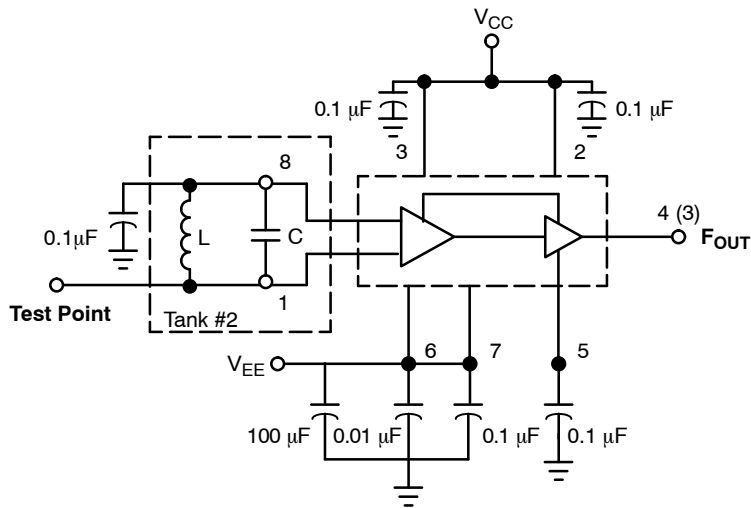 VCC
0.1 μF
0.1 μF
3
2
8
4 (3)
0.1μF
L
C
FOUT
1
Test Point
Tank #2
VEE
6
7
5
100 μF
0.01 μF
0.1 μF
0.1 μF